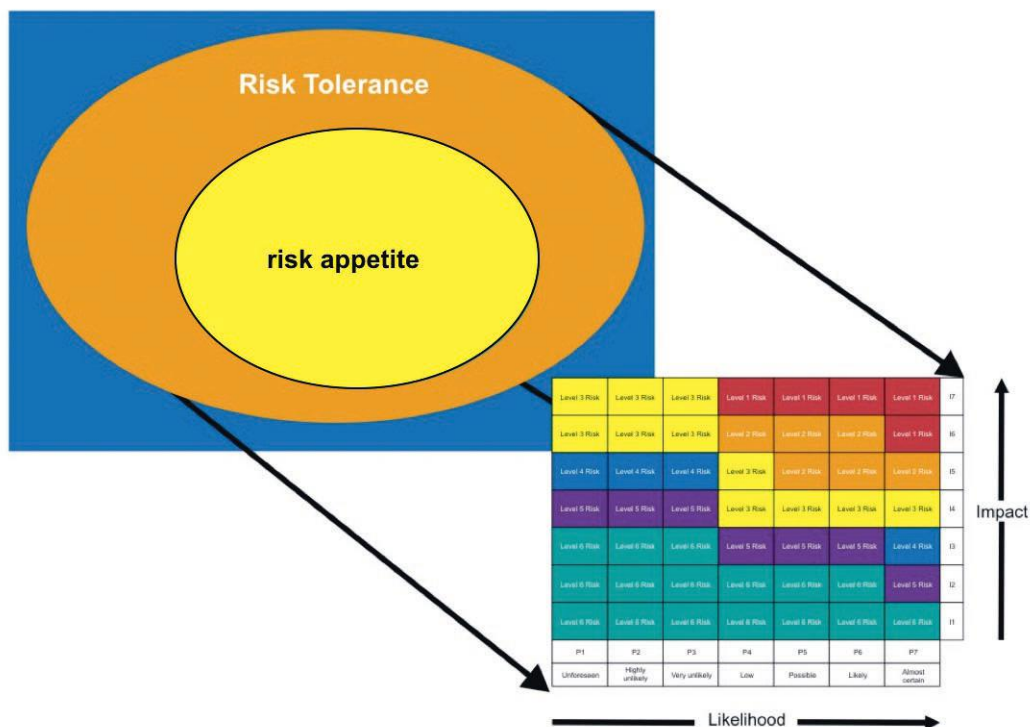 Risk Tolerance
risk appetite
Level 3 Risk Level 3 Risk Level 3 Risk Level 1 Risk Level 1 Risk Level 1 Risk Level 1 Risk I7
Level 3 Risk Level 3 Risk Level 3 Risk Level 2 Risk Level 2 Risk Level 2 Risk Level 1 Risk I6
Level 4 Risk Level 4 Risk Level 4 Risk Level 3 Risk Level 2 Risk Level 2 Risk Level 2 Risk I5
Level 5 Risk Level 5 Risk Level 5 Risk Level 3 Risk Level 3 Risk Level 3 Risk Level 3 Risk I4
Impact
Level 6 Risk Level 6 Risk Level 6 Risk Level 5 Risk Level 5 Risk Level 5 Risk Level 4 Risk I3
Level 6 Risk Level 6 Risk Level 6 Risk Level 6 Risk Level 6 Risk Level 6 Risk Level 5 Risk I2
Level 6 Risk Level 6 Risk Level 6 Risk Level 6 Risk Level 6 Risk Level 6 Risk Level 6 Risk I1
P1 P2 P3 P4 P5 P6 P7
Unforeseen Highly unlikely Very unlikely Low Possible Likely Almost certain
Likelihood